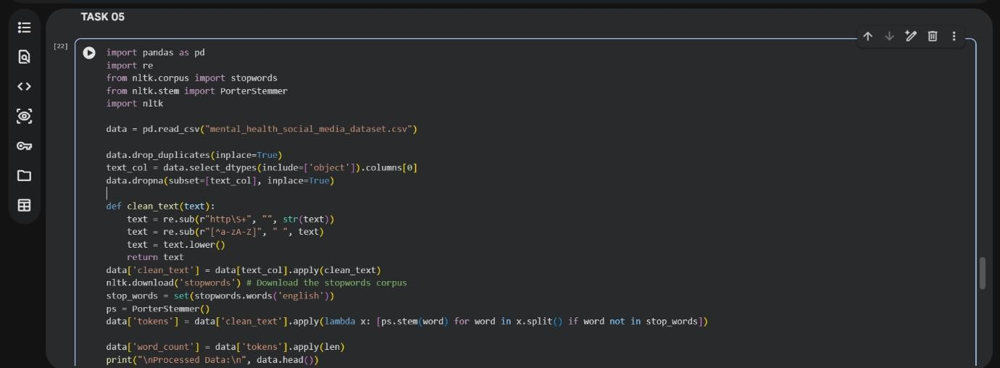 TASK 05
[22]
import pandas as pd
import re
from nltk.corpus import stopwords
from nltk.stem import PorterStemmer
import nltk
data = pd.read_csv("mental_health_social_media_dataset.csv")
data.drop_duplicates(inplace=True)
text_col = data.select_dtypes(include=['object']).columns[0]
data.dropna(subset=[text_col], inplace=True)
def clean_text(text):
    text = re.sub(r"http\S+", "", str(text))
    text = re.sub(r"[^a-zA-Z]", " ", text)
    text = text.lower()
    return text
data['clean_text'] = data[text_col].apply(clean_text)
nltk.download('stopwords') # Download the stopwords corpus
stop_words = set(stopwords.words('english'))
ps = PorterStemmer()
data['tokens'] = data['clean_text'].apply(lambda x: [ps.stem(word) for word in x.split() if word not in stop_words])
data['word_count'] = data['tokens'].apply(len)
print("\nProcessed Data:\n", data.head())